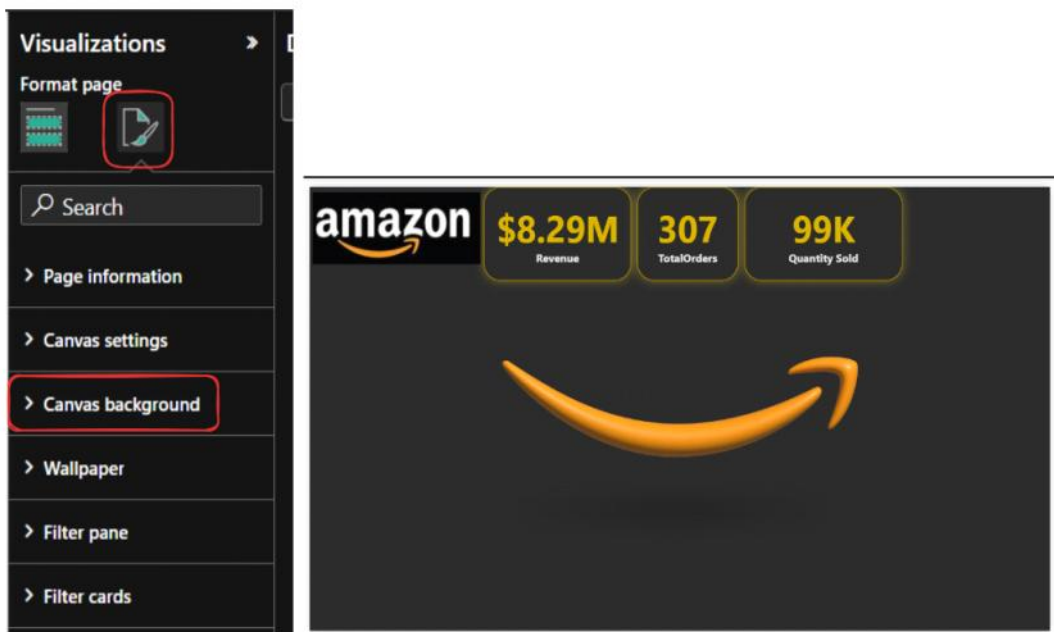 Visualizations
Format page
Search
Page information
Canvas settings
Canvas background
Wallpaper
Filter pane
Filter cards
amazon
$8.29M
Revenue
307
TotalOrders
99K
Quantity Sold